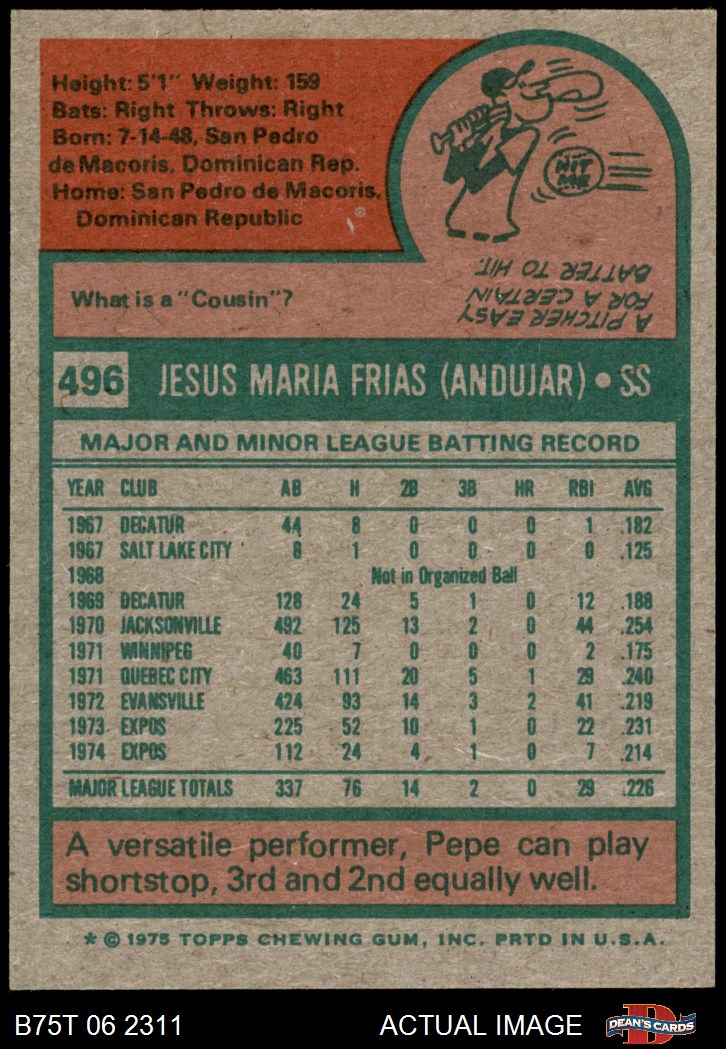 Height: 5'1" Weight: 159
Bats: Right Throws: Right
Born: 7-14-48, San Pedro
de Macoris, Dominican Rep.
Home: San Pedro de Macoris,
Dominican Republic
HIT ME
What is a "Cousin"?
A PITCHER EASY
FOR A CERTAIN
BATTER TO HIT.
496 JESUS MARIA FRIAS (ANDUJAR) • SS
MAJOR AND MINOR LEAGUE BATTING RECORD
YEAR CLUB AB H 2B 3B HR RBI AVG
1967 DECATUR 44 8 0 0 0 1 .182
1967 SALT LAKE CITY 8 1 0 0 0 0 .125
1968 Not in Organized Ball
1969 DECATUR 128 24 5 1 0 12 .188
1970 JACKSONVILLE 492 125 13 2 0 44 .254
1971 WINNIPEG 40 7 0 0 0 2 .175
1971 QUEBEC CITY 463 111 20 5 1 29 .240
1972 EVANSVILLE 424 93 14 3 2 41 .219
1973 EXPOS 225 52 10 1 0 22 .231
1974 EXPOS 112 24 4 1 0 7 .214
MAJOR LEAGUE TOTALS 337 76 14 2 0 29 .226
A versatile performer, Pepe can play
shortstop, 3rd and 2nd equally well.
* © 1975 TOPPS CHEWING GUM, INC. PRTD IN U.S.A.
B75T 06 2311 ACTUAL IMAGE D DEAN'S CARDS